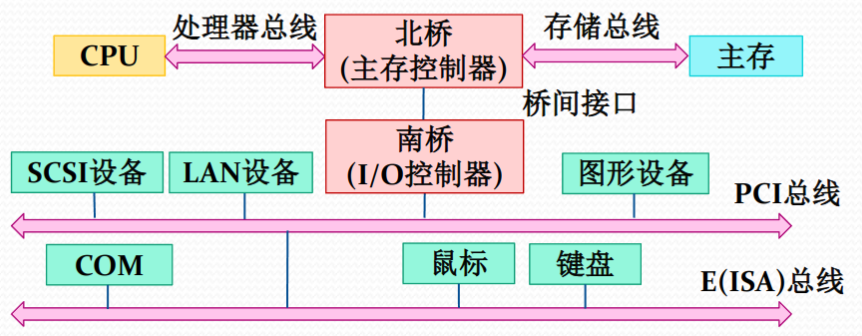 处理器总线
北桥
存储总线
CPU
(主存控制器)
主存
桥间接口
南桥
(I/O控制器)
SCSI设备
LAN设备
图形设备
PCI总线
COM
鼠标
键盘
E(ISA)总线